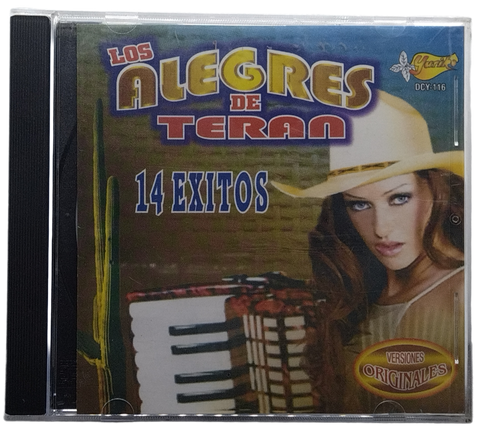 LOS
ALEGRES
DE
TERAN
14 EXITOS
DCY-116
VERSIONES
ORIGINALES